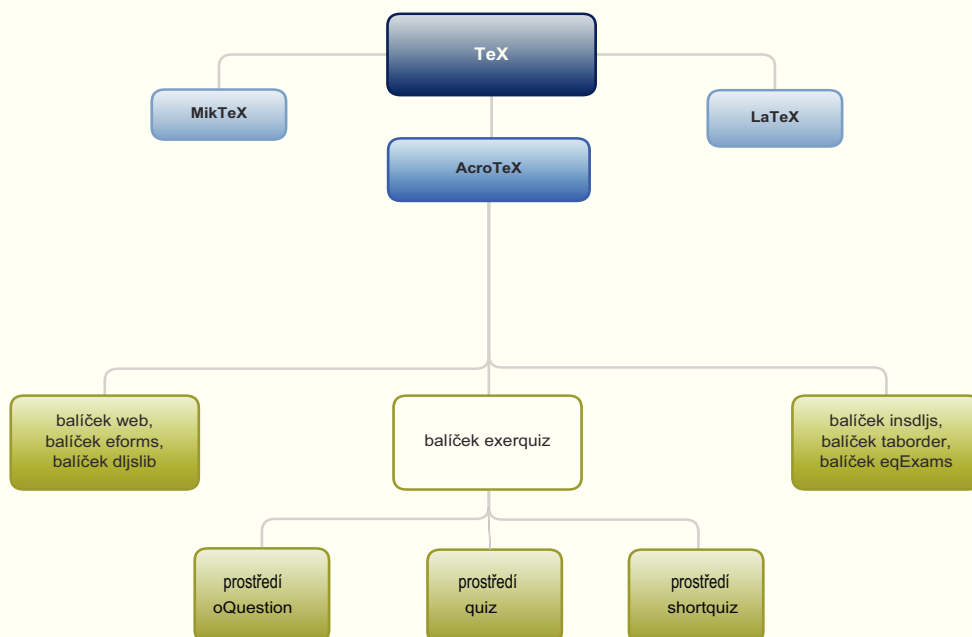 TeX
MikTeX
LaTeX
AcroTeX
balíček web,
balíček eforms,
balíček dljslib
balíček exerquiz
balíček insdljs,
balíček taborder,
balíček eqExams
prostředí
oQuestion
prostředí
quiz
prostředí
shortquiz